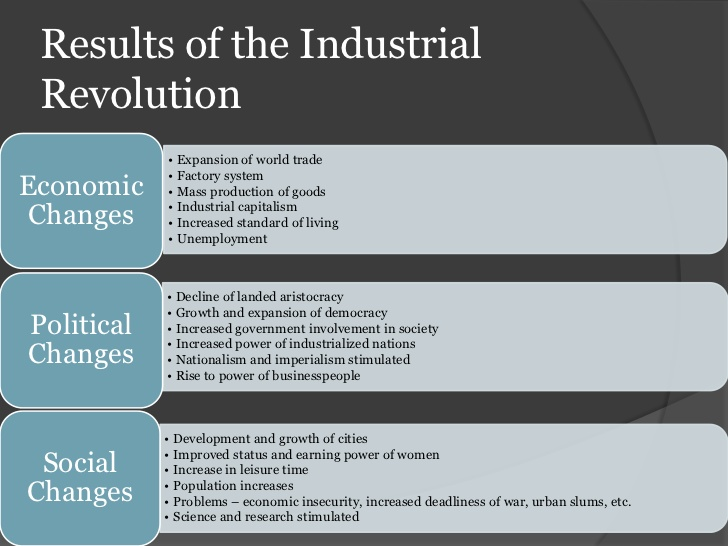 Results of the Industrial
Revolution
Economic
Changes
• Expansion of world trade
• Factory system
• Mass production of goods
• Industrial capitalism
• Increased standard of living
• Unemployment
Political
Changes
• Decline of landed aristocracy
• Growth and expansion of democracy
• Increased government involvement in society
• Increased power of industrialized nations
• Nationalism and imperialism stimulated
• Rise to power of businesspeople
Social
Changes
• Development and growth of cities
• Improved status and earning power of women
• Increase in leisure time
• Population increases
• Problems – economic insecurity, increased deadliness of war, urban slums, etc.
• Science and research stimulated